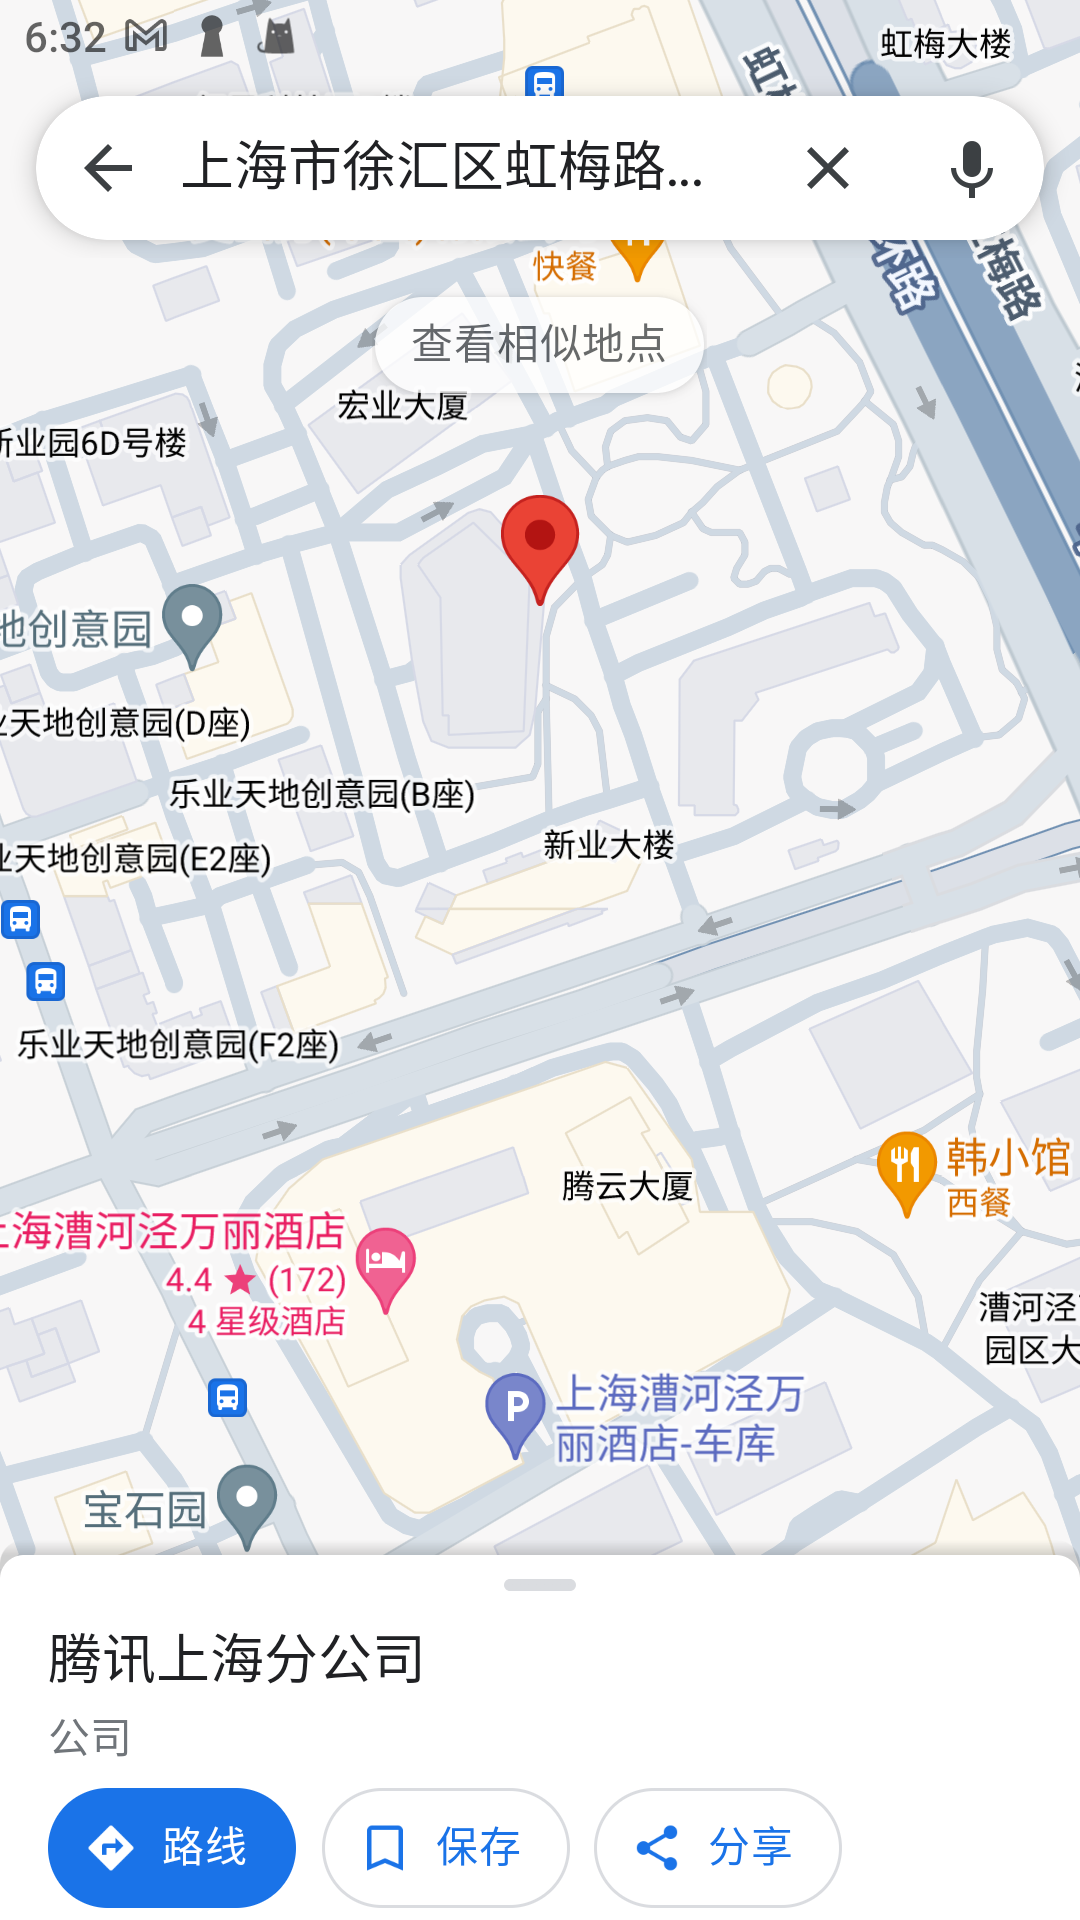 6:32
虹梅大楼
上海市徐汇区虹梅路...
快餐
梅路
查看相似地点
宏业大厦
新业园6D号楼
地创意园
业天地创意园(D座)
乐业天地创意园(B座)
新业大楼
业天地创意园(E2座)
乐业天地创意园(F2座)
腾云大厦
韩小馆
西餐
上海漕河泾万丽酒店
4.4 ★ (172)
4 星级酒店
漕河泾
园区大
P
上海漕河泾万
丽酒店-车库
宝石园
腾讯上海分公司
公司
路线
保存
分享